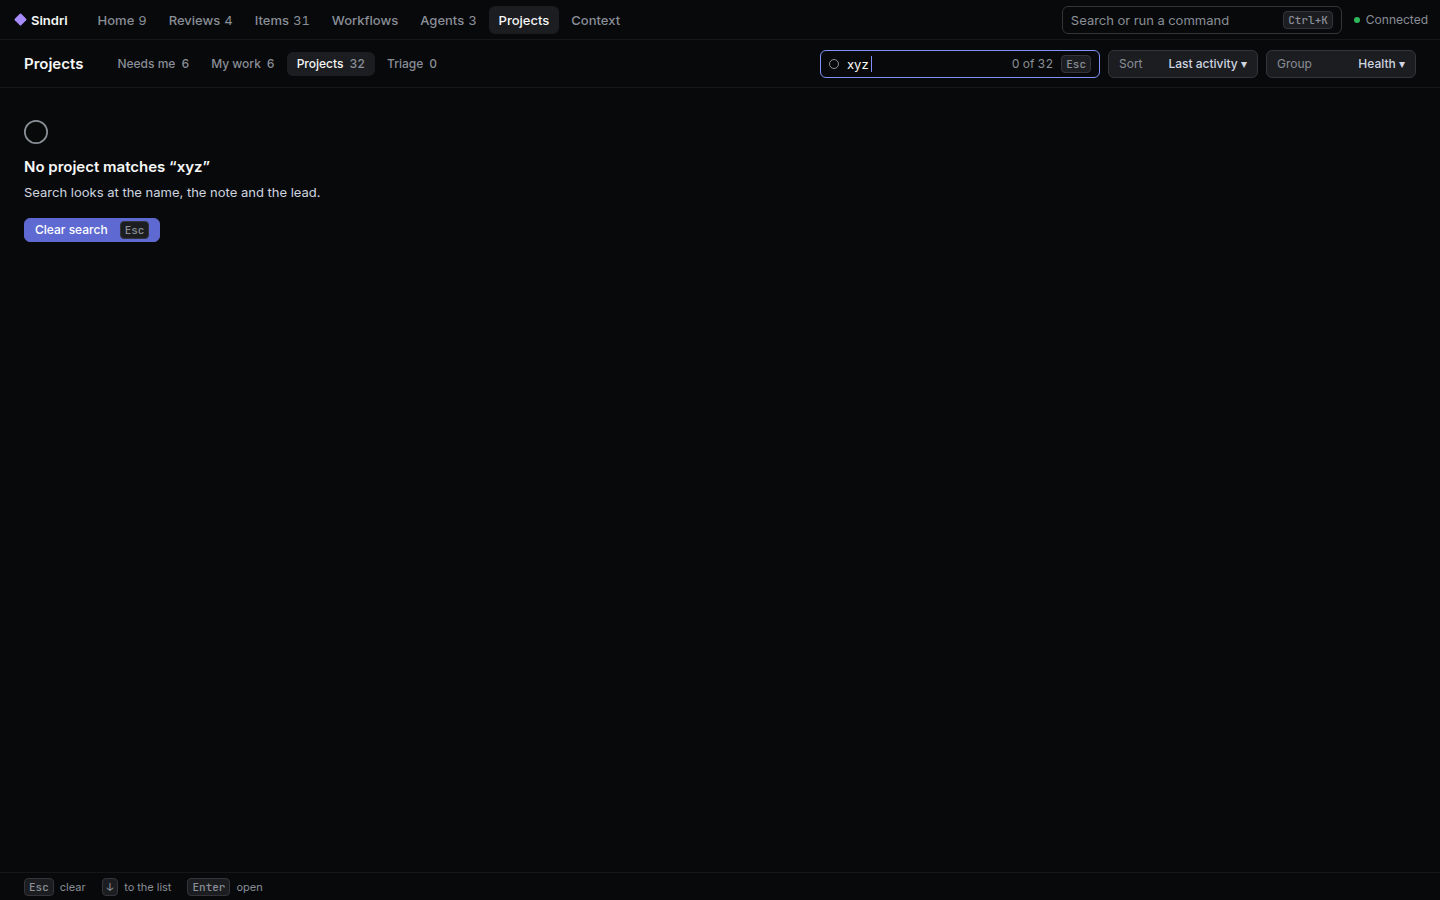 Sindri Home 9 Reviews 4 Items 31 Workflows Agents 3 Projects Context Search or run a command Ctrl+K Connected
Projects Needs me 6 My work 6 Projects 32 Triage 0 xyz 0 of 32 Esc Sort Last activity ▾ Group Health ▾
No project matches “xyz”
Search looks at the name, the note and the lead.
Clear search Esc
Esc clear ↓ to the list Enter open